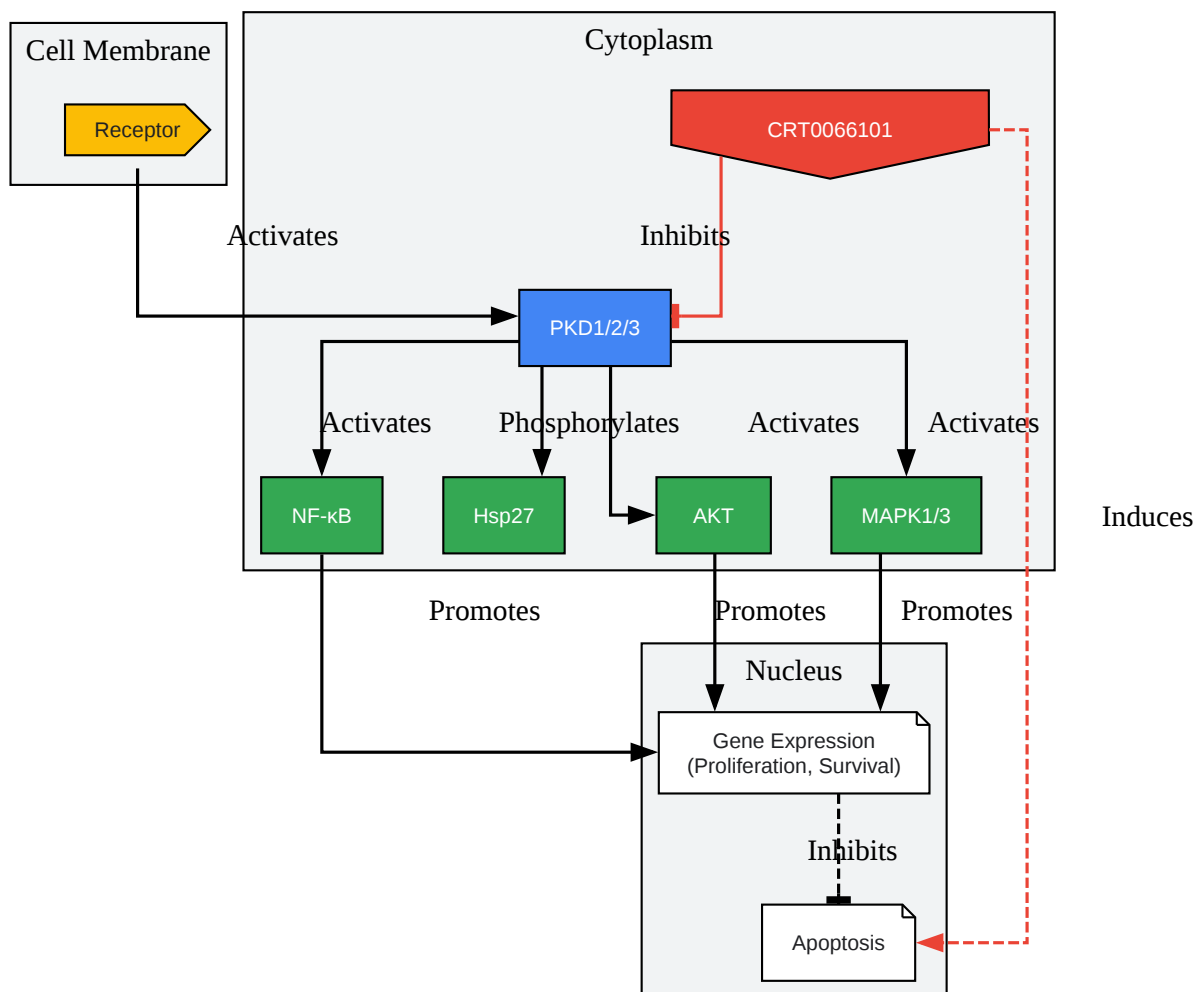 Cell Membrane
Cytoplasm
Receptor
CRT0066101
Activates
Inhibits
PKD1/2/3
Activates
Phosphorylates
Activates
Activates
NF-κB
Hsp27
AKT
MAPK1/3
Induces
Promotes
Promotes
Promotes
Nucleus
Gene Expression
(Proliferation, Survival)
Inhibits
Apoptosis